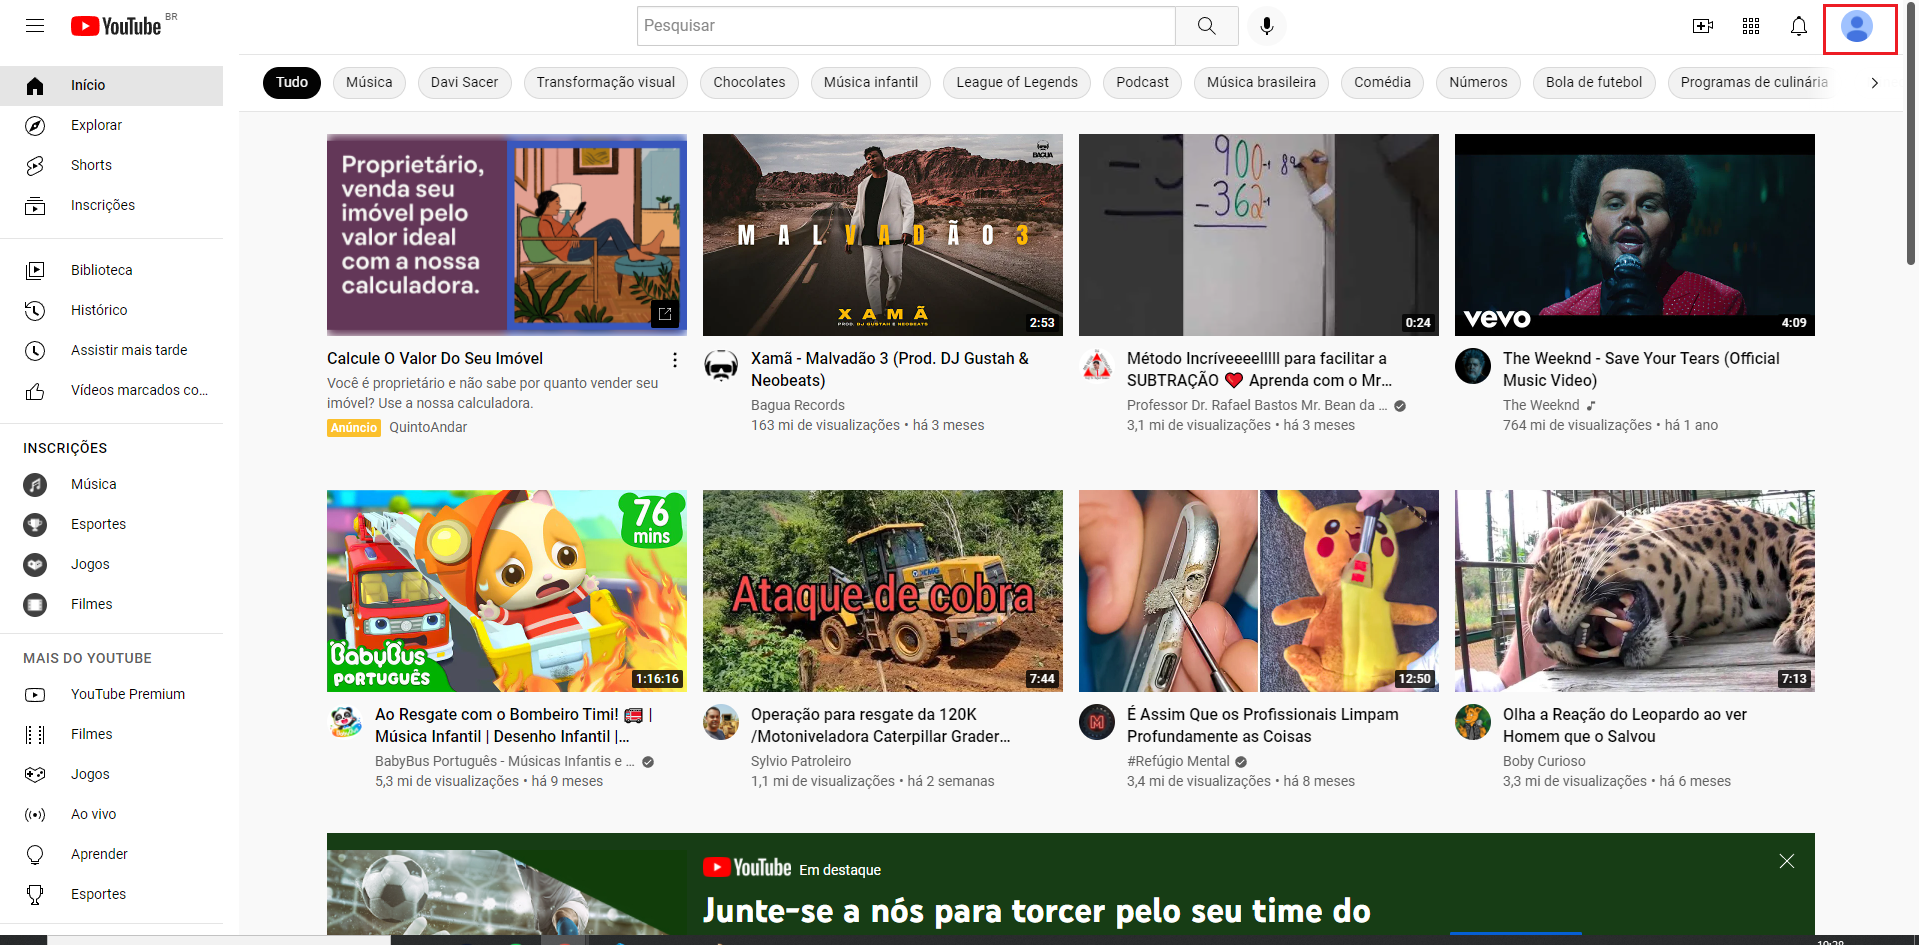 YouTube BR
Pesquisar
Início
Explorar
Shorts
Inscrições
Biblioteca
Histórico
Assistir mais tarde
Vídeos marcados co...
INSCRIÇÕES
Música
Esportes
Jogos
Filmes
MAIS DO YOUTUBE
YouTube Premium
Filmes
Jogos
Ao vivo
Aprender
Esportes
Tudo
Música
Davi Sacer
Transformação visual
Chocolates
Música infantil
League of Legends
Podcast
Música brasileira
Comédia
Números
Bola de futebol
Programas de culinária
Proprietário,
venda seu
imóvel pelo
valor ideal
com a nossa
calculadora.
Calcule O Valor Do Seu Imóvel
Você é proprietário e não sabe por quanto vender seu
imóvel? Use a nossa calculadora.
Anúncio QuintoAndar
BAGUA
MALVADÃO 3
XAMÃ
PROD. DJ GUSTAH E NEOBEATS
2:53
Xamã - Malvadão 3 (Prod. DJ Gustah &
Neobeats)
Bagua Records
163 mi de visualizações • há 3 meses
900
-362
0:24
Método Incríveeeelllll para facilitar a
SUBTRAÇÃO ❤️ Aprenda com o Mr...
Professor Dr. Rafael Bastos Mr. Bean da ...
3,1 mi de visualizações • há 3 meses
vevo
4:09
The Weeknd - Save Your Tears (Official
Music Video)
The Weeknd
764 mi de visualizações • há 1 ano
76
mins
BabyBus
PORTUGUÊS
1:16:16
Ao Resgate com o Bombeiro Timi! 🚒 |
Música Infantil | Desenho Infantil |...
BabyBus Português - Músicas Infantis e ...
5,3 mi de visualizações • há 9 meses
XCMG
Ataque de cobra
7:44
Operação para resgate da 120K
/Motoniveladora Caterpillar Grader...
Sylvio Patroleiro
1,1 mi de visualizações • há 2 semanas
12:50
É Assim Que os Profissionais Limpam
Profundamente as Coisas
#Refúgio Mental
3,4 mi de visualizações • há 8 meses
7:13
Olha a Reação do Leopardo ao ver
Homem que o Salvou
Boby Curioso
3,3 mi de visualizações • há 6 meses
YouTube Em destaque
Junte-se a nós para torcer pelo seu time do